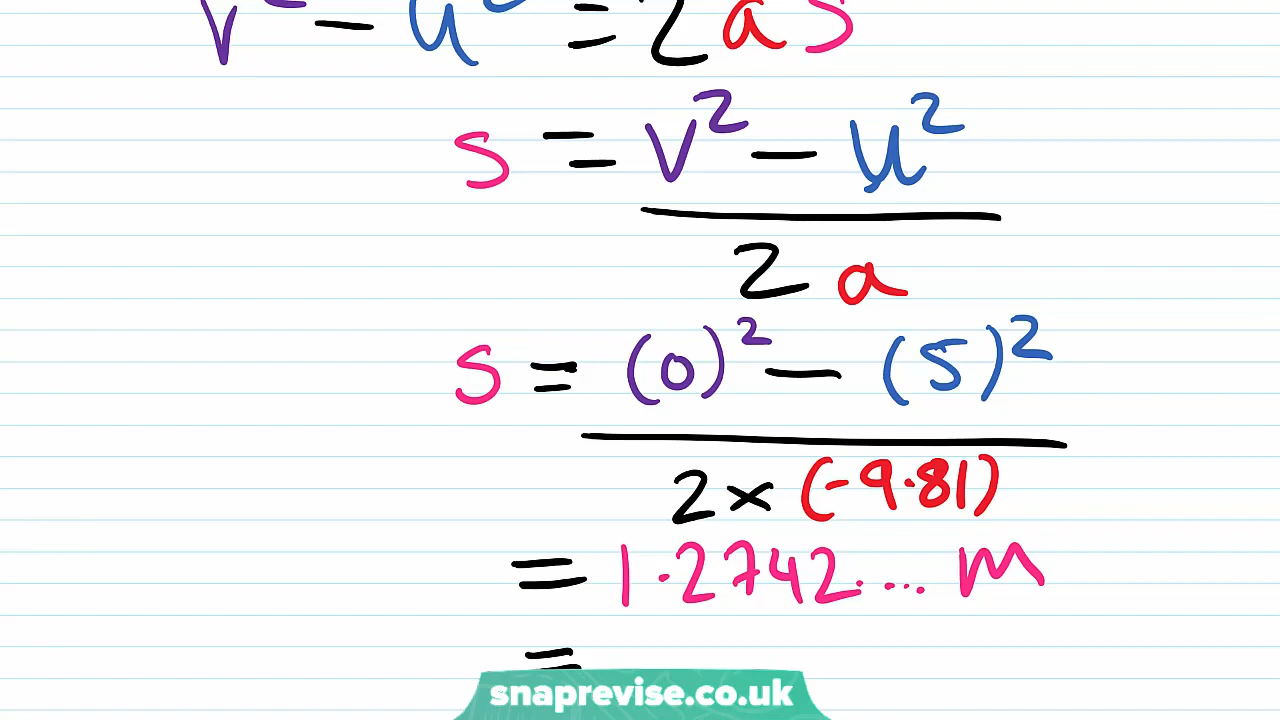 v² - u² = 2as
s = v² - u²
2a
s = (0)² - (5)²
2 × (-9.81)
= 1.2742... m
=
snaprevise.co.uk